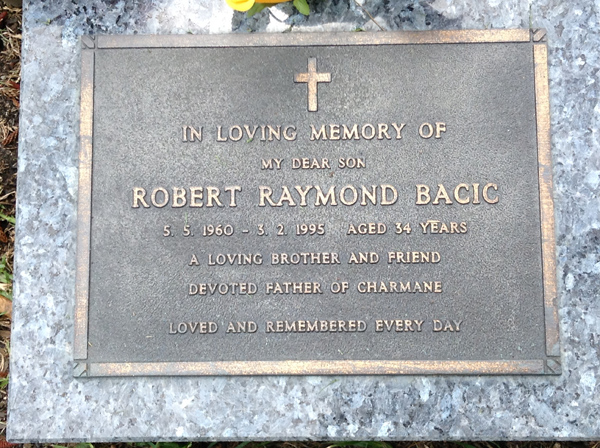 IN LOVING MEMORY OF
MY DEAR SON
ROBERT RAYMOND BACIC
5. 5. 1960 - 3. 2. 1995 AGED 34 YEARS
A LOVING BROTHER AND FRIEND
DEVOTED FATHER OF CHARMANE
LOVED AND REMEMBERED EVERY DAY